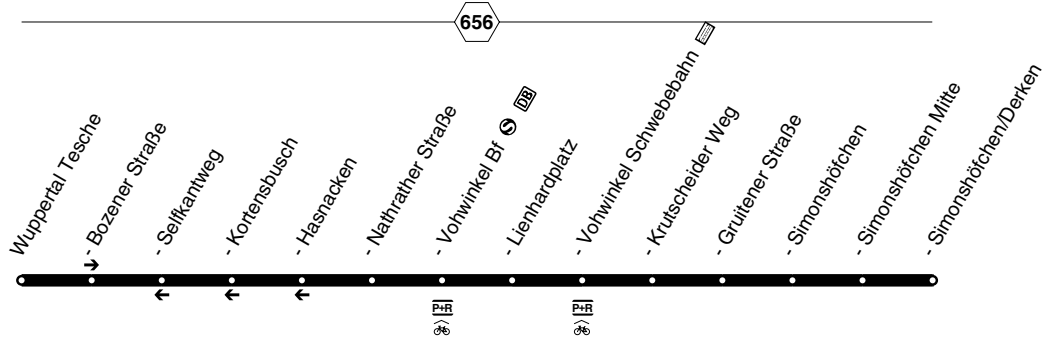 656
Wuppertal Tesche
- Bozener Straße
- Selfkantweg
- Kortensbusch
- Hasnacken
- Nathrather Straße
- Vohwinkel Bf S DB
- Lienhardplatz
- Vohwinkel Schwebebahn
- Krutscheider Weg
- Gruitener Straße
- Simonshöfchen
- Simonshöfchen Mitte
- Simonshöfchen/Derken
P+R
P+R